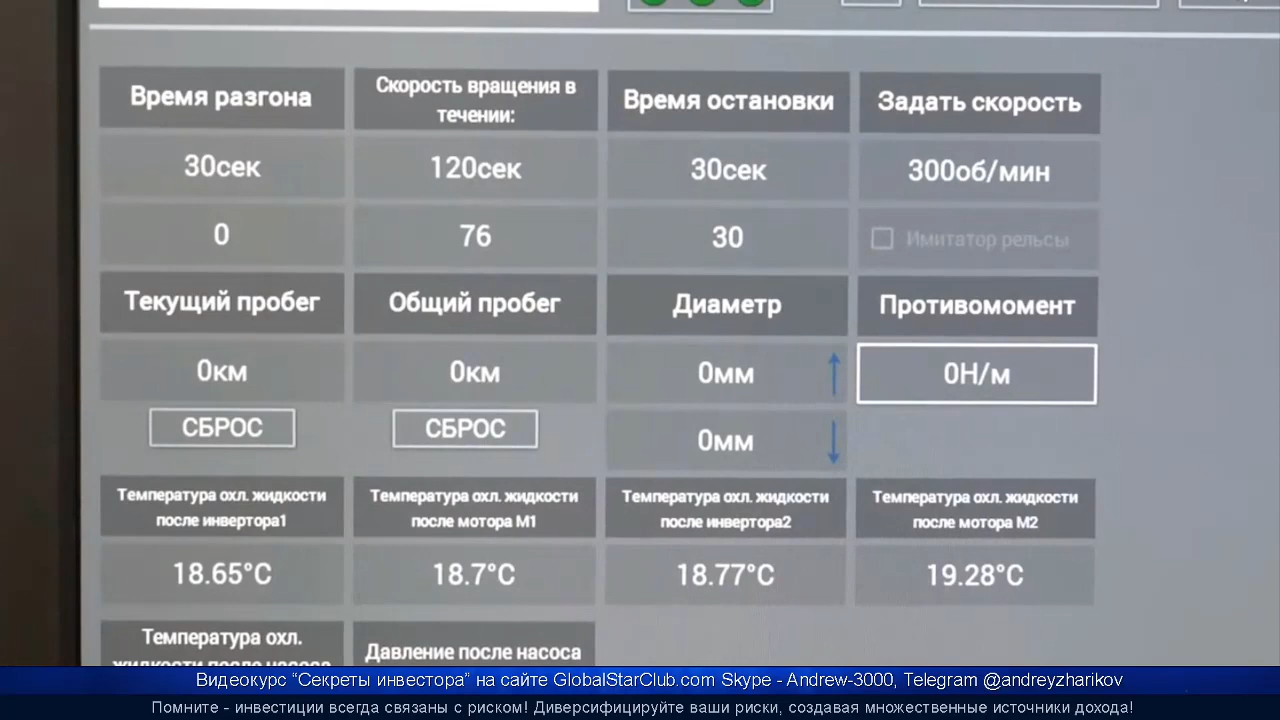 Время разгона
Скорость вращения в
течении:
Время остановки
Задать скорость
30сек
120сек
30сек
300об/мин
0
76
30
Имитатор рельсы
Текущий пробег
Общий пробег
Диаметр
Противомомент
0км
0км
0мм
0Н/м
СБРОС
СБРОС
0мм
Температура охл. жидкости
после инвертора1
Температура охл. жидкости
после мотора М1
Температура охл. жидкости
после инвертора2
Температура охл. жидкости
после мотора М2
18.65°C
18.7°C
18.77°C
19.28°C
Температура охл.
жидкости после насоса
Давление после насоса
Видеокурс "Секреты инвестора" на сайте GlobalStarClub.com Skype - Andrew-3000, Telegram @andreyzharikov
Помните - инвестиции всегда связаны с риском! Диверсифицируйте ваши риски, создавая множественные источники дохода!